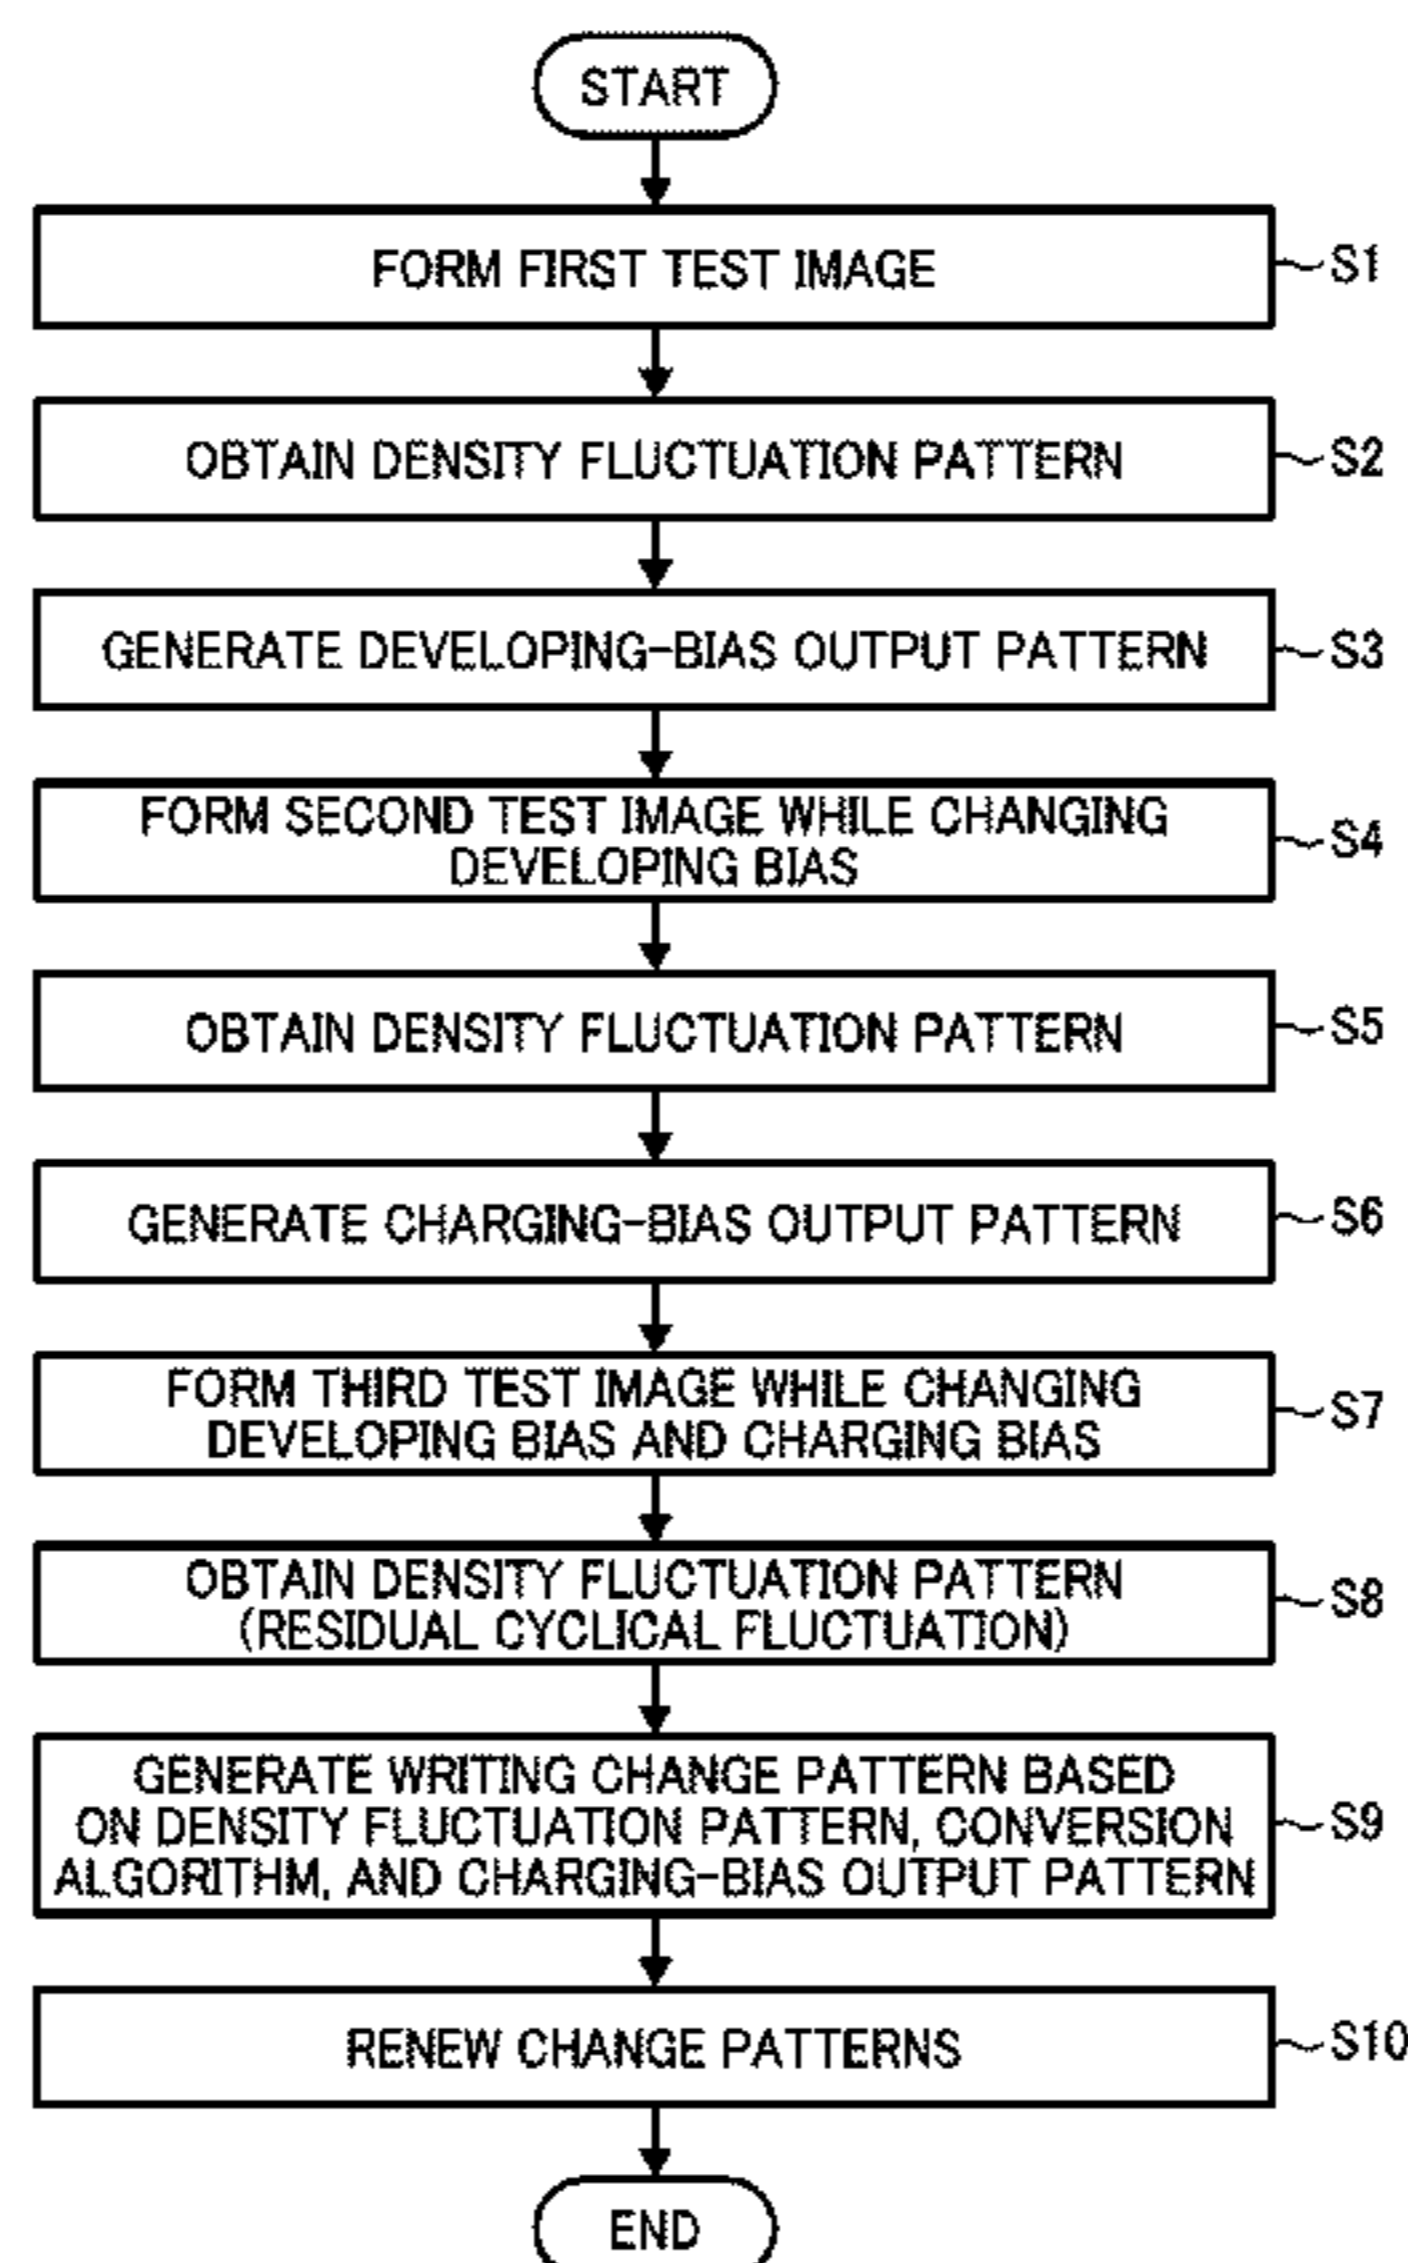 START
FORM FIRST TEST IMAGE
S1
OBTAIN DENSITY FLUCTUATION PATTERN
S2
GENERATE DEVELOPING-BIAS OUTPUT PATTERN
S3
FORM SECOND TEST IMAGE WHILE CHANGING
DEVELOPING BIAS
S4
OBTAIN DENSITY FLUCTUATION PATTERN
S5
GENERATE CHARGING-BIAS OUTPUT PATTERN
S6
FORM THIRD TEST IMAGE WHILE CHANGING
DEVELOPING BIAS AND CHARGING BIAS
S7
OBTAIN DENSITY FLUCTUATION PATTERN
(RESIDUAL CYCLICAL FLUCTUATION)
S8
GENERATE WRITING CHANGE PATTERN BASED
ON DENSITY FLUCTUATION PATTERN, CONVERSION
ALGORITHM, AND CHARGING-BIAS OUTPUT PATTERN
S9
RENEW CHANGE PATTERNS
S10
END